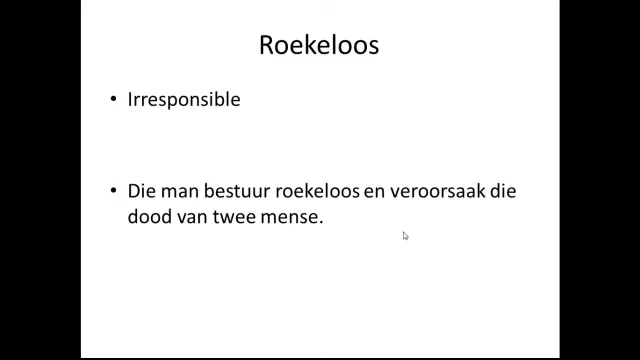 Roekeloos
• Irresponsible
• Die man bestuur roekeloos en veroorsaak die
dood van twee mense.